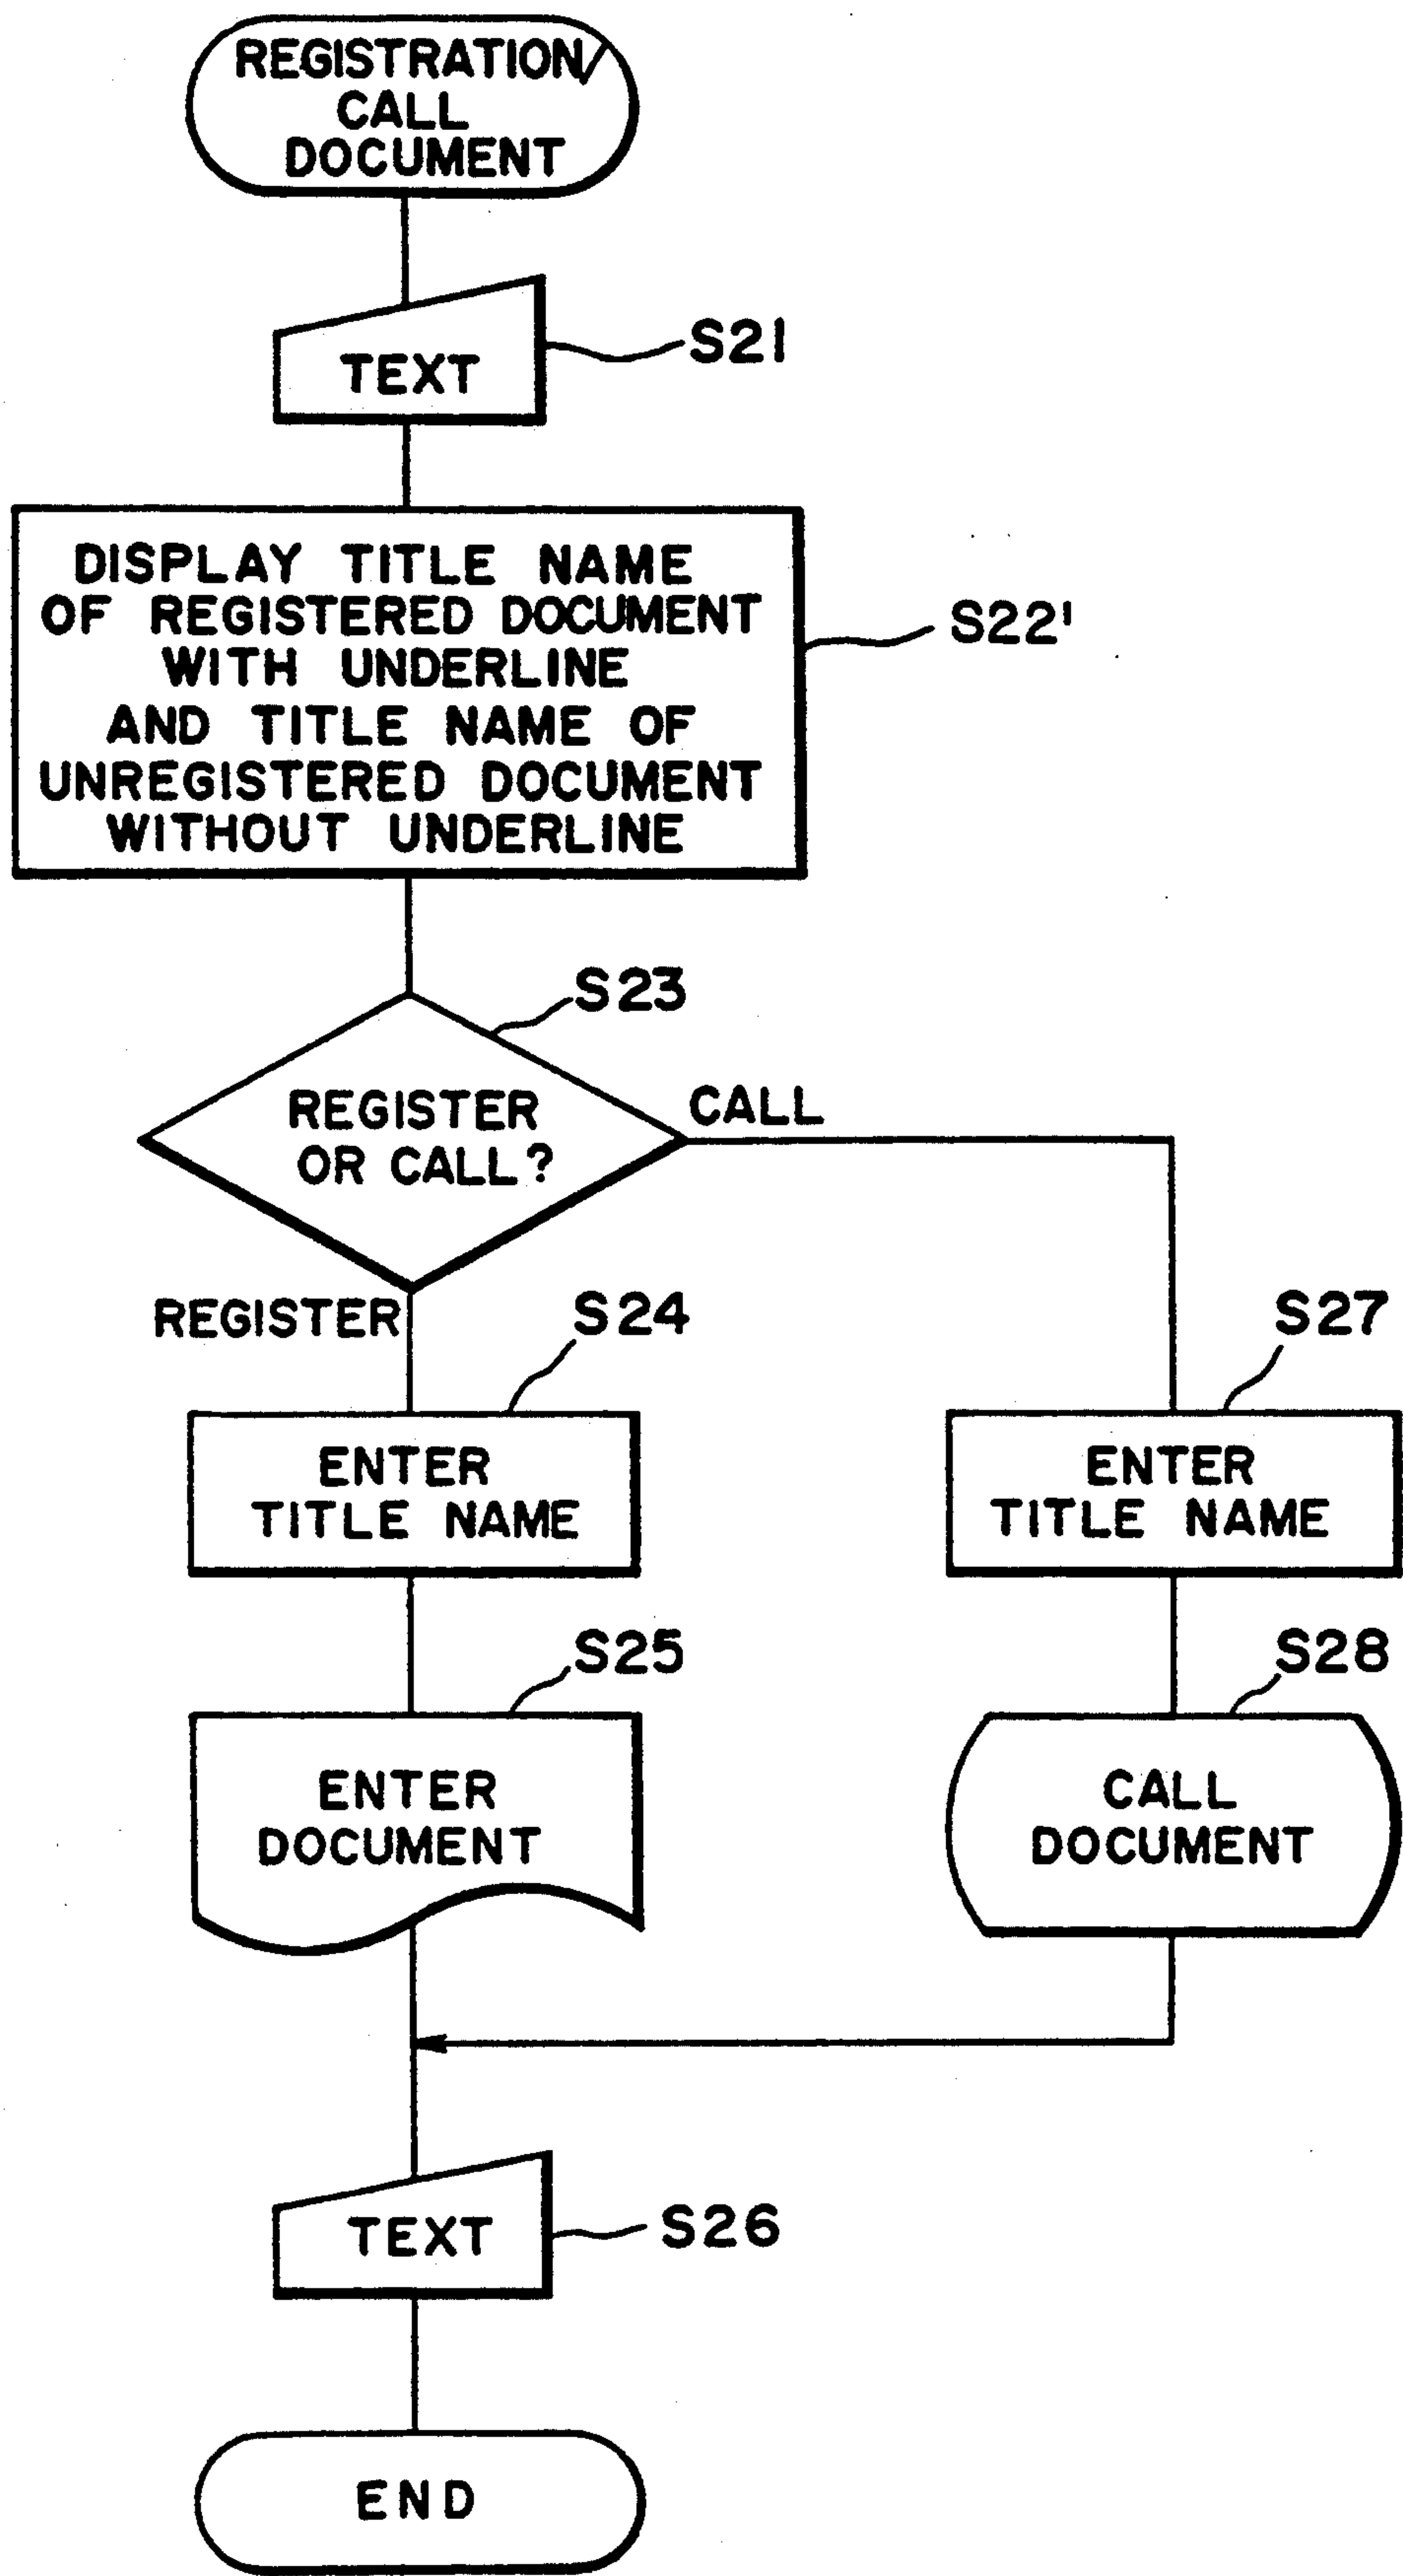 REGISTRATION/
CALL
DOCUMENT
TEXT
S21
DISPLAY TITLE NAME
OF REGISTERED DOCUMENT
WITH UNDERLINE
AND TITLE NAME OF
UNREGISTERED DOCUMENT
WITHOUT UNDERLINE
S22'
S23
REGISTER
OR CALL?
CALL
REGISTER
S24
ENTER
TITLE NAME
S25
ENTER
DOCUMENT
S27
ENTER
TITLE NAME
S28
CALL
DOCUMENT
TEXT
S26
END